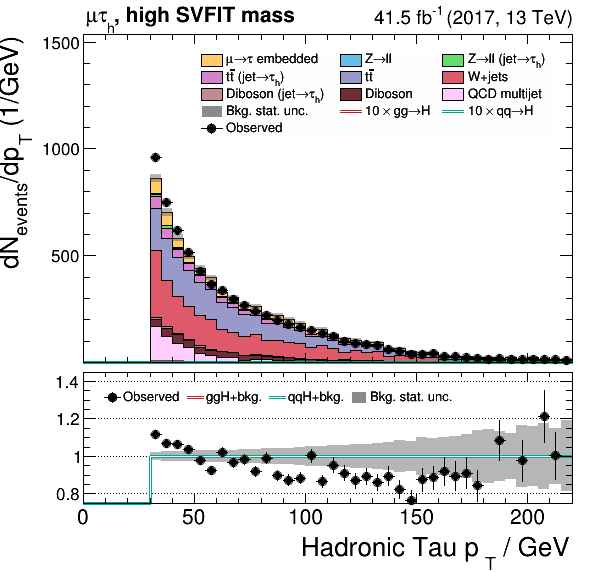 μτh, high SVFIT mass 41.5 fb-1 (2017, 13 TeV)
dNevents/dpT (1/GeV)
1500
1000
500
μ→τ embedded Z→ll Z→ll (jet→τh)
tt̄ (jet→τh) tt̄ W+jets
Diboson (jet→τh) Diboson QCD multijet
Bkg. stat. unc. 10 × gg→H 10 × qq→H
Observed
1.4
1.2
1.0
0.8
Observed ggH+bkg. qqH+bkg. Bkg. stat. unc.
0 50 100 150 200
Hadronic Tau pT / GeV